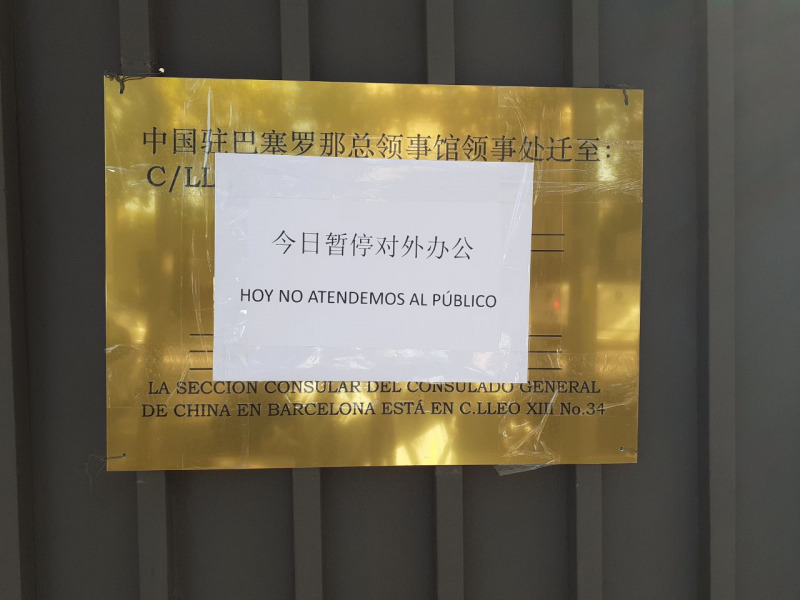 中国驻巴塞罗那总领事馆领事处迁至：
C/LL
今日暂停对外办公
HOY NO ATENDEMOS AL PÚBLICO
LA SECCION CONSULAR DEL CONSULADO GENERAL
DE CHINA EN BARCELONA ESTÁ EN C.LLEO XIII No.34